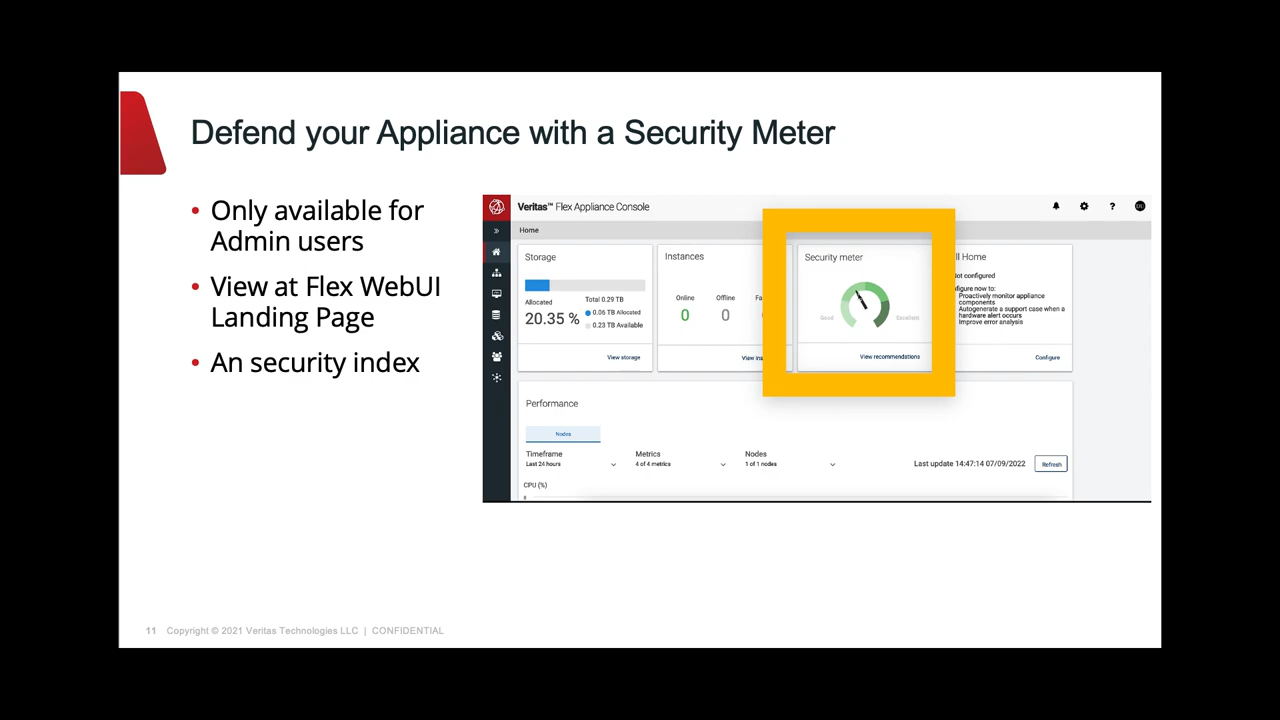 Defend your Appliance with a Security Meter
• Only available for
Admin users
• View at Flex WebUI
Landing Page
• An security index
Veritas™ Flex Appliance Console
Home
Storage
Allocated
20.35 %
Total 0.29 TB
0.06 TB Allocated
0.23 TB Available
View storage
Instances
Online
Offline
0
0
Security meter
Good
Excellent
View recommendations
Home
configured
now to:
Proactively monitor appliance
components
Autogenerate a support case when a
hardware alert occurs
Improve error analysis
Configure
Performance
Nodes
Timeframe
Last 24 hours
Metrics
4 of 4 metrics
Nodes
1 of 1 nodes
Last update 14:47:14 07/09/2022
Refresh
CPU (%)
11 Copyright © 2021 Veritas Technologies LLC | CONFIDENTIAL